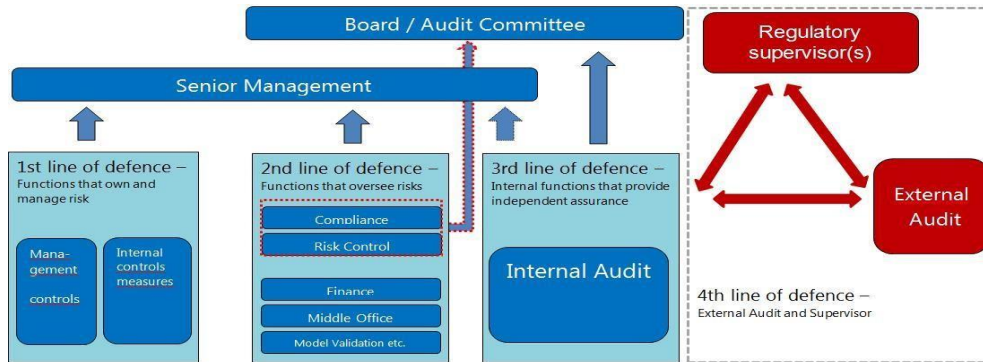 Board / Audit Committee
Senior Management
1st line of defence –
Functions that own and
manage risk
Mana-
gement
controls
Internal
controls
measures
2nd line of defence –
Functions that oversee risks
Compliance
Risk Control
Finance
Middle Office
Model Validation etc.
3rd line of defence –
Internal functions that provide
independent assurance
Internal Audit
Regulatory
supervisor(s)
External
Audit
4th line of defence –
External Audit and Supervisor